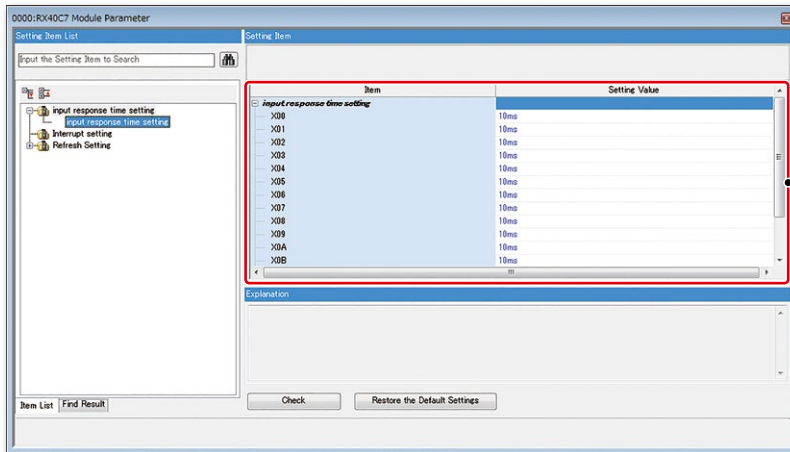 0000:RX40C7 Module Parameter
Setting Item List
Input the Setting Item to Search
input response time setting
input response time setting
Interrupt setting
Refresh Setting
Item List
Find Result
Setting Item
Item Setting Value
input response time setting
X00 10ms
X01 10ms
X02 10ms
X03 10ms
X04 10ms
X05 10ms
X06 10ms
X07 10ms
X08 10ms
X09 10ms
X0A 10ms
X0B 10ms
Explanation
Check
Restore the Default Settings